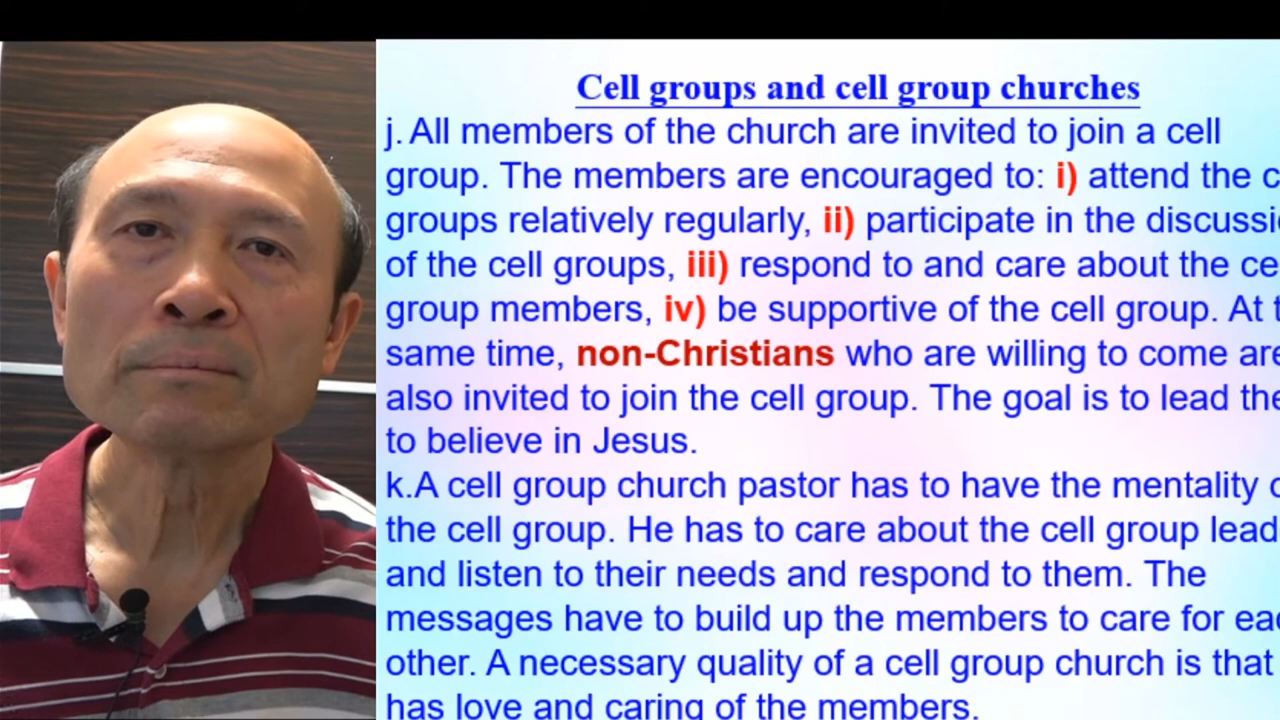 Cell groups and cell group churches
j. All members of the church are invited to join a cell
group. The members are encouraged to: i) attend the c
groups relatively regularly, ii) participate in the discussi
of the cell groups, iii) respond to and care about the ce
group members, iv) be supportive of the cell group. At t
same time, non-Christians who are willing to come are
also invited to join the cell group. The goal is to lead the
to believe in Jesus.
k.A cell group church pastor has to have the mentality o
the cell group. He has to care about the cell group lead
and listen to their needs and respond to them. The
messages have to build up the members to care for eac
other. A necessary quality of a cell group church is that
has love and caring of the members.